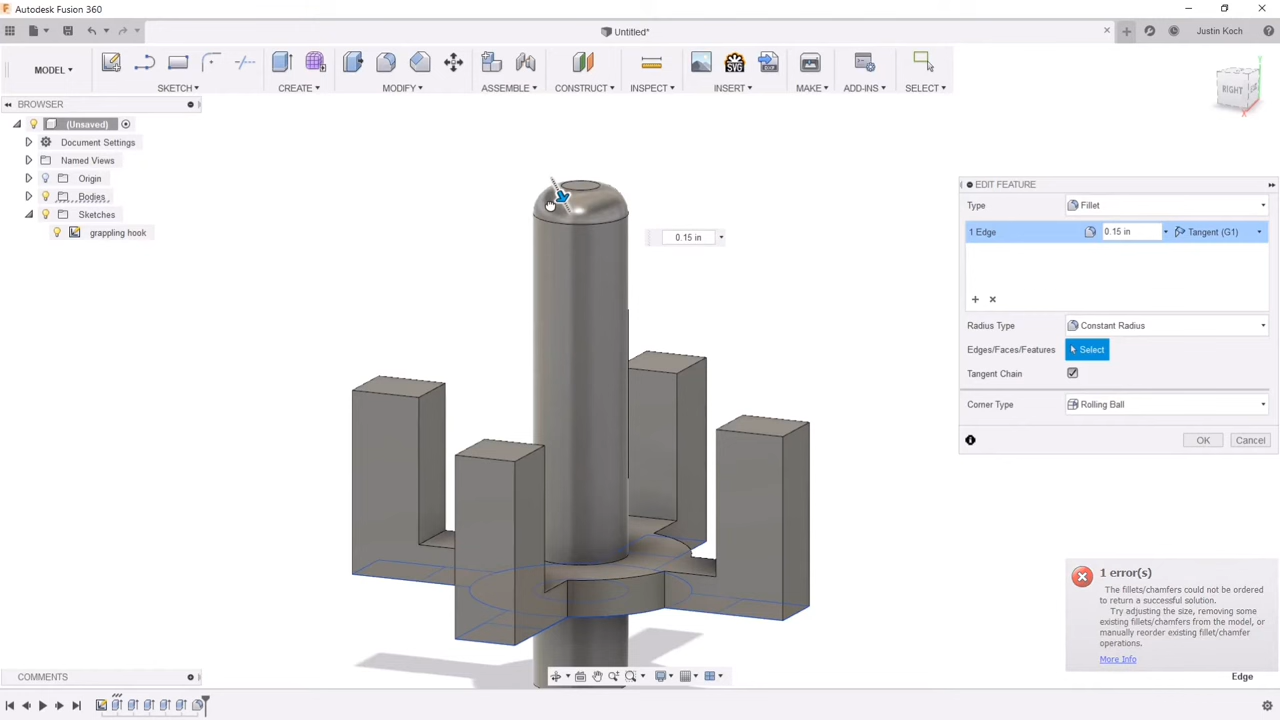 Autodesk Fusion 360
Untitled*
Justin Koch
MODEL
SKETCH
CREATE
MODIFY
ASSEMBLE
CONSTRUCT
INSPECT
INSERT
MAKE
ADD-INS
SELECT
SVG
DXF
BROWSER
(Unsaved)
Document Settings
Named Views
Origin
Bodies
Sketches
grappling hook
RIGHT
0.15 in
EDIT FEATURE
Type
Fillet
1 Edge
0.15 in
Tangent (G1)
Radius Type
Constant Radius
Edges/Faces/Features
Select
Tangent Chain
Corner Type
Rolling Ball
OK
Cancel
1 error(s)
The fillets/chamfers could not be ordered
to return a successful solution.
Try adjusting the size, removing some
existing fillets/chamfers from the model, or
manually reorder existing fillet/chamfer
operations.
More Info
Edge
COMMENTS